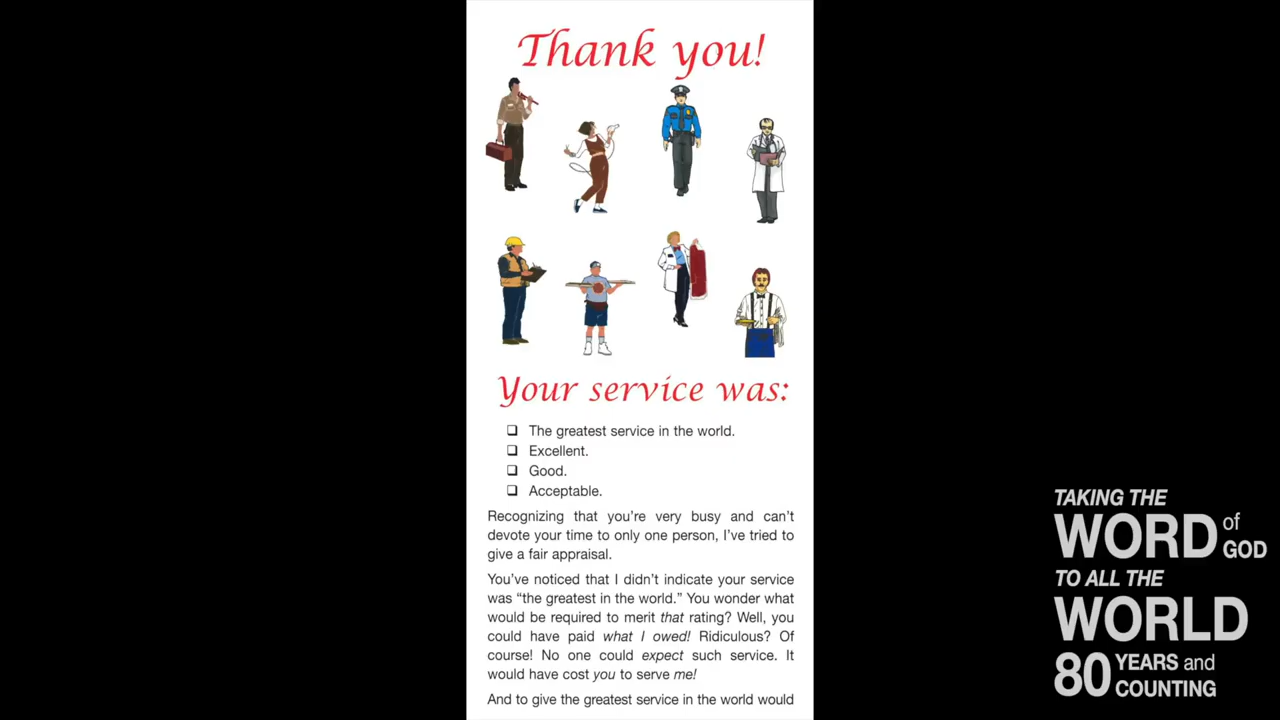 Thank you!
Your service was:
❏ The greatest service in the world.
❏ Excellent.
❏ Good.
❏ Acceptable.
Recognizing that you’re very busy and can’t
devote your time to only one person, I’ve tried to
give a fair appraisal.
You’ve noticed that I didn’t indicate your service
was “the greatest in the world.” You wonder what
would be required to merit that rating? Well, you
could have paid what I owed! Ridiculous? Of
course! No one could expect such service. It
would have cost you to serve me!
And to give the greatest service in the world would
TAKING THE
WORD of GOD
TO ALL THE
WORLD
80 YEARS and
COUNTING